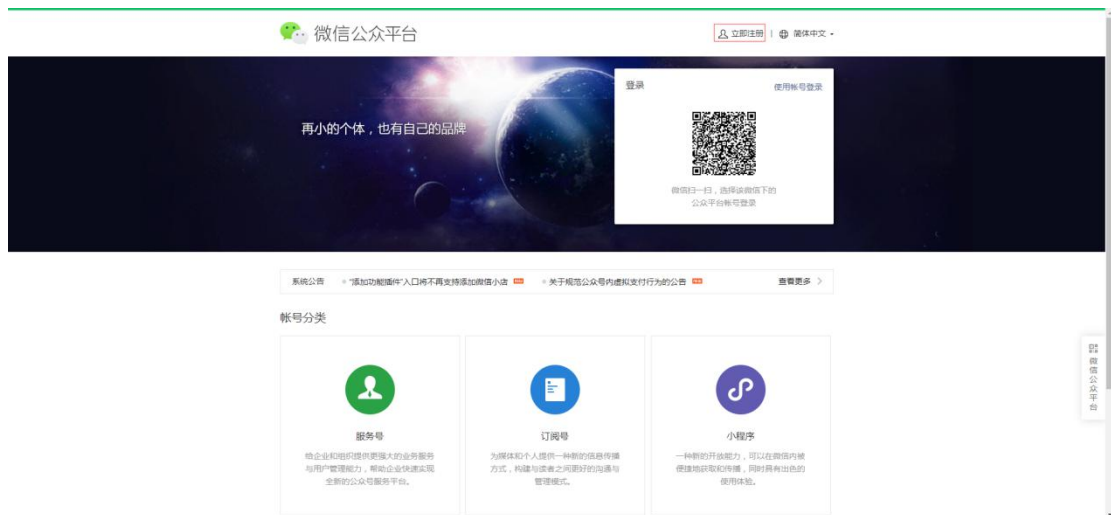 微信公众平台
立即注册 | 简体中文
再小的个体，也有自己的品牌
登录
使用帐号登录
微信扫一扫，选择该微信下的
公众平台帐号登录
系统公告
“添加功能插件”入口将不再支持添加微信小店
关于规范公众号内虚拟支付行为的公告
查看更多
帐号分类
服务号
给企业和组织提供更强大的业务服务
与用户管理能力，帮助企业快速实现
全新的公众号服务平台。
订阅号
为媒体和个人提供一种新的信息传播
方式，构建与读者之间更好的沟通与
管理模式。
小程序
一种新的开放能力，可以在微信内被
便捷地获取和传播，同时具有出色的
使用体验。
微信公众平台